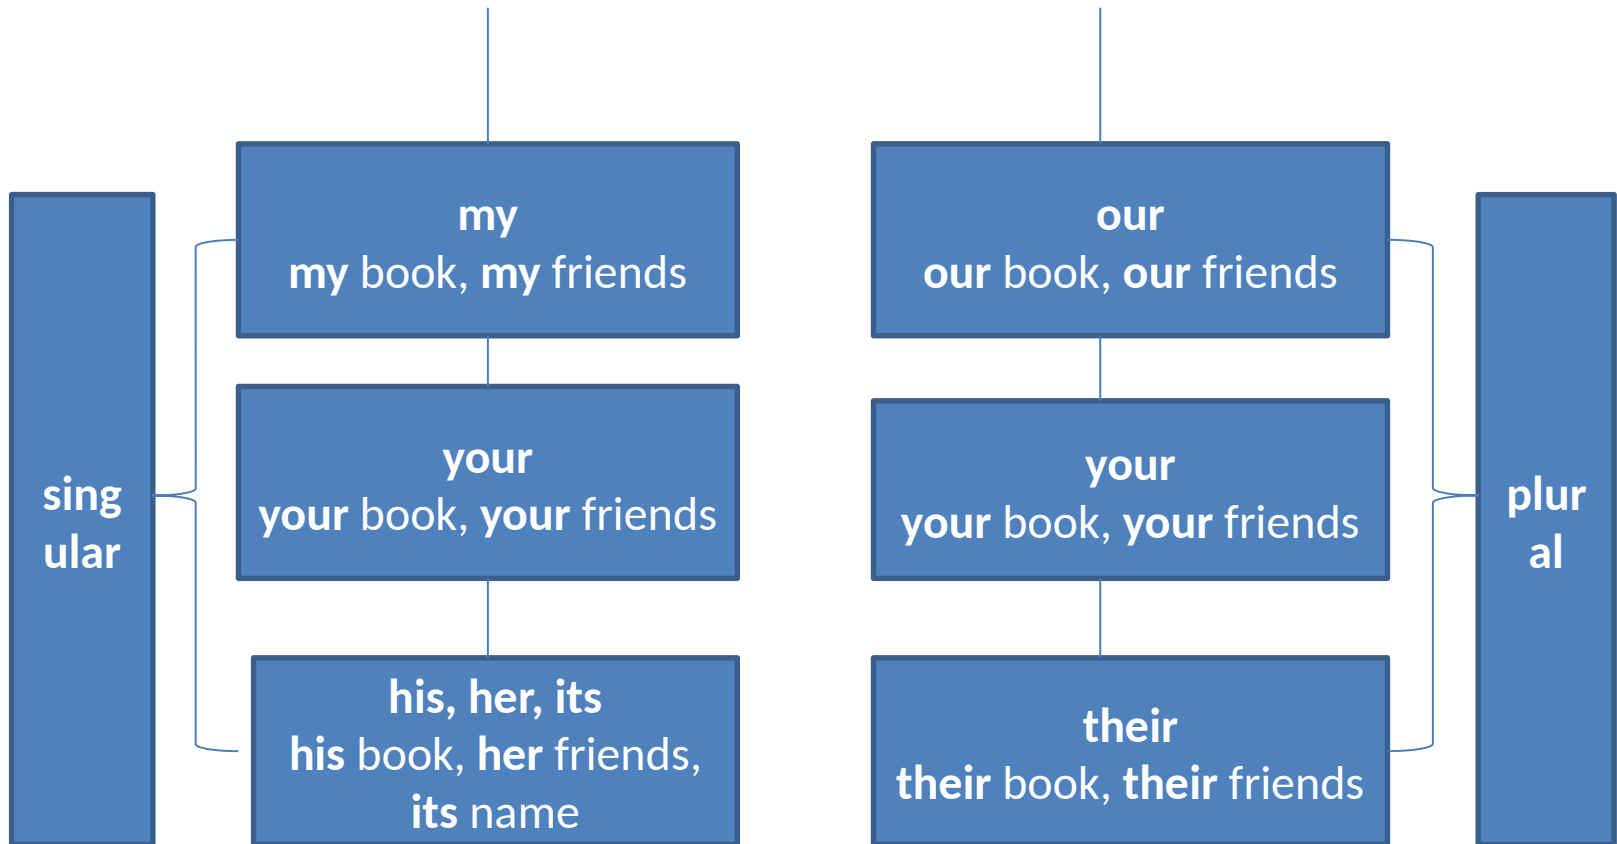 sing
ular
my
my book, my friends
your
your book, your friends
his, her, its
his book, her friends,
its name
our
our book, our friends
your
your book, your friends
their
their book, their friends
plur
al